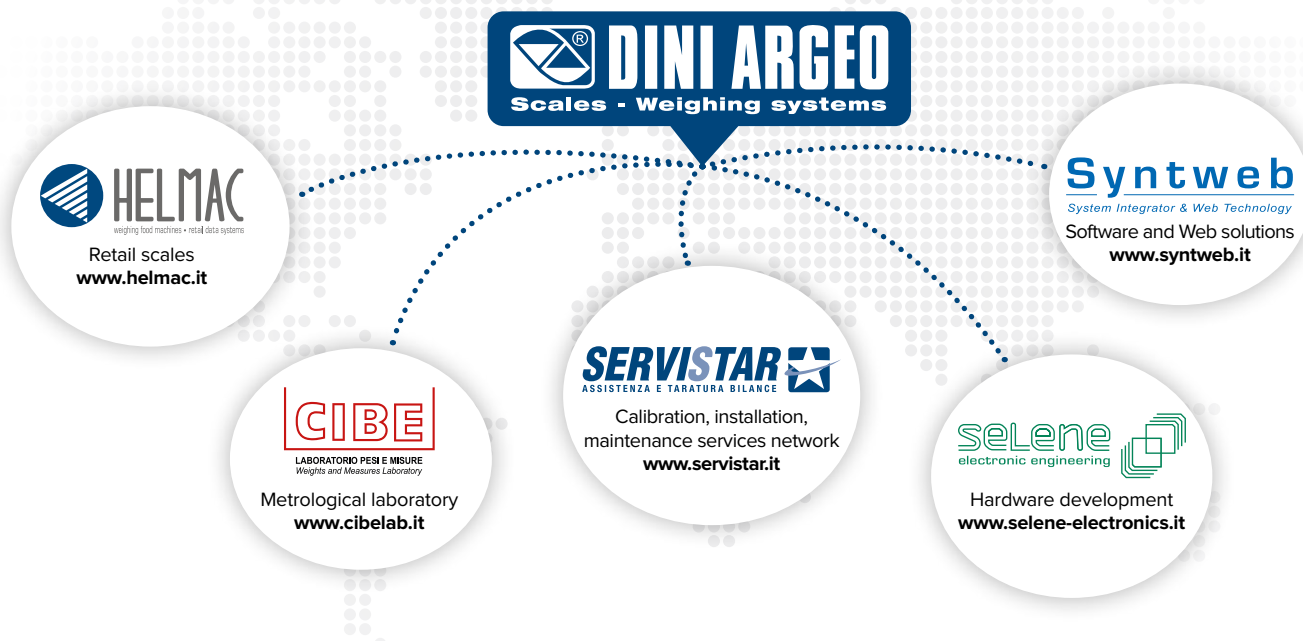 ®
DINI ARGEO
Scales - Weighing systems
HELMAC
weighing food machines • retail data systems
Retail scales
www.helmac.it
CIBE
LABORATORIO PESI E MISURE
Weights and Measures Laboratory
Metrological laboratory
www.cibelab.it
SERVISTAR
ASSISTENZA E TARATURA BILANCE
Calibration, installation,
maintenance services network
www.servistar.it
selene
electronic engineering
Hardware development
www.selene-electronics.it
Syntweb
System Integrator & Web Technology
Software and Web solutions
www.syntweb.it